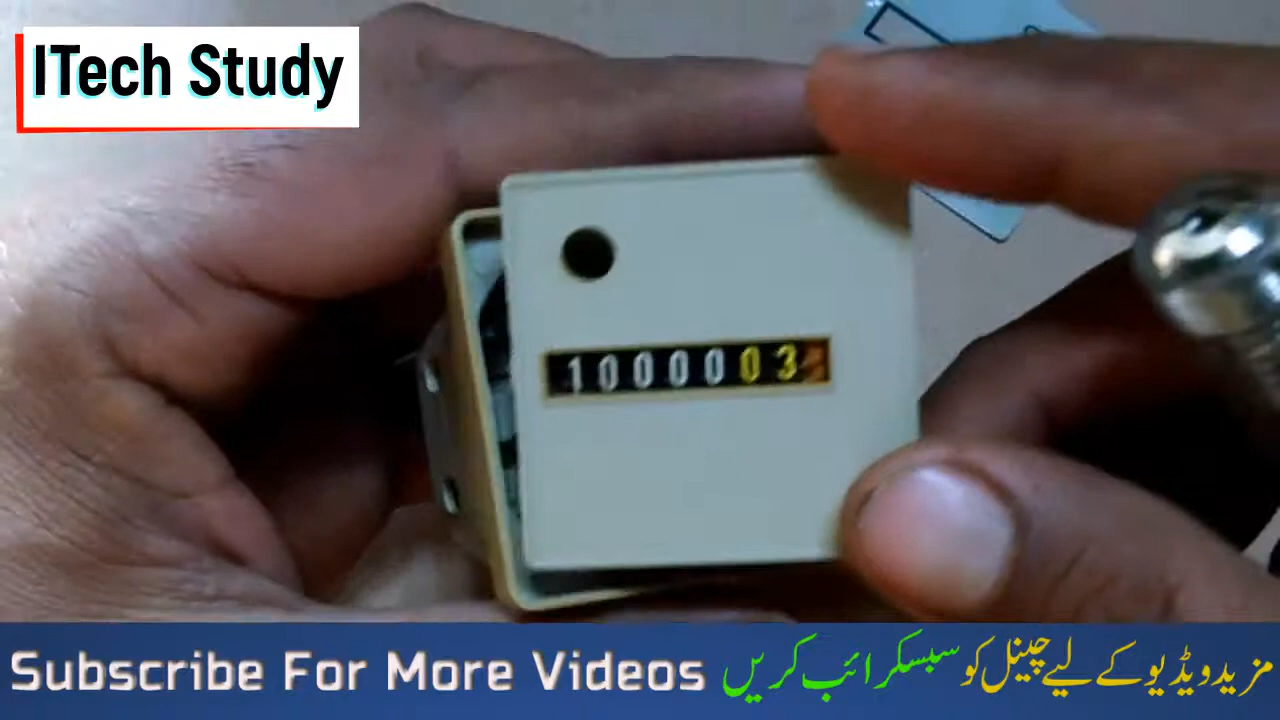 ITech Study
1000003
Subscribe For More Videos مزید ویڈیو کے لیے چینل کو سبسکرائب کریں